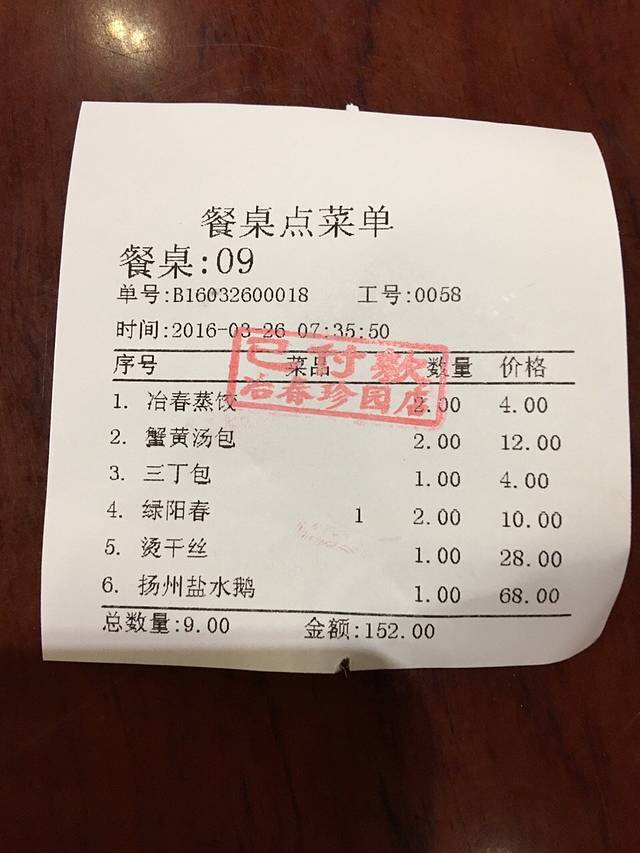 餐桌点菜单
餐桌:09
单号:B16032600018 工号:0058
时间:2016-03-26 07:35:50
已付款
冶春珍园店
序号 菜品 数量 价格
1. 冶春蒸饺 2.00 4.00
2. 蟹黄汤包 2.00 12.00
3. 三丁包 1.00 4.00
4. 绿阳春 1 2.00 10.00
5. 烫干丝 1.00 28.00
6. 扬州盐水鹅 1.00 68.00
总数量:9.00 金额:152.00